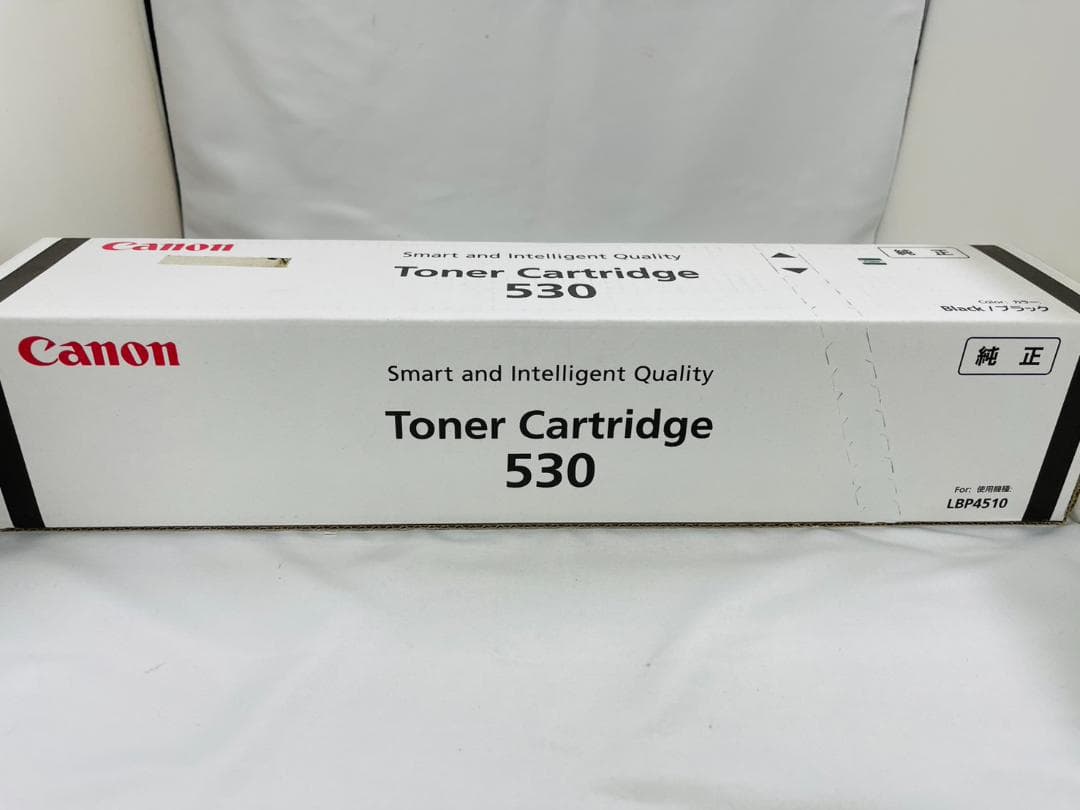 Canon
Smart and Intelligent Quality
Toner Cartridge
530
純 正
Color: カラー:
Black / ブラック
Canon
純 正
Smart and Intelligent Quality
Toner Cartridge
530
For: 使用機種:
LBP4510